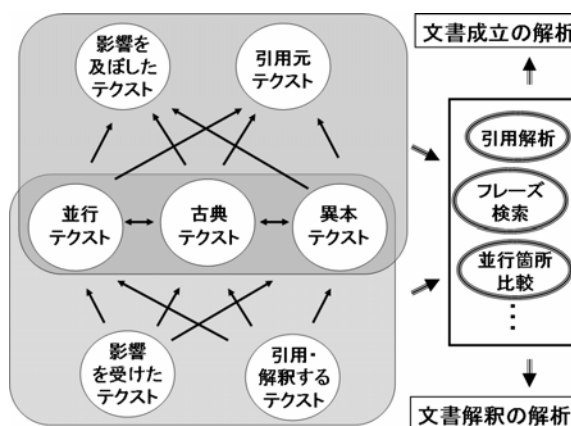 影響を
及ぼした
テクスト
引用元
テクスト
並行
テクスト
古典
テクスト
異本
テクスト
影響
を受けた
テクスト
引用・
解釈する
テクスト
文書成立の解析
引用解析
フレーズ
検索
並行箇所
比較
⋮
文書解釈の解析